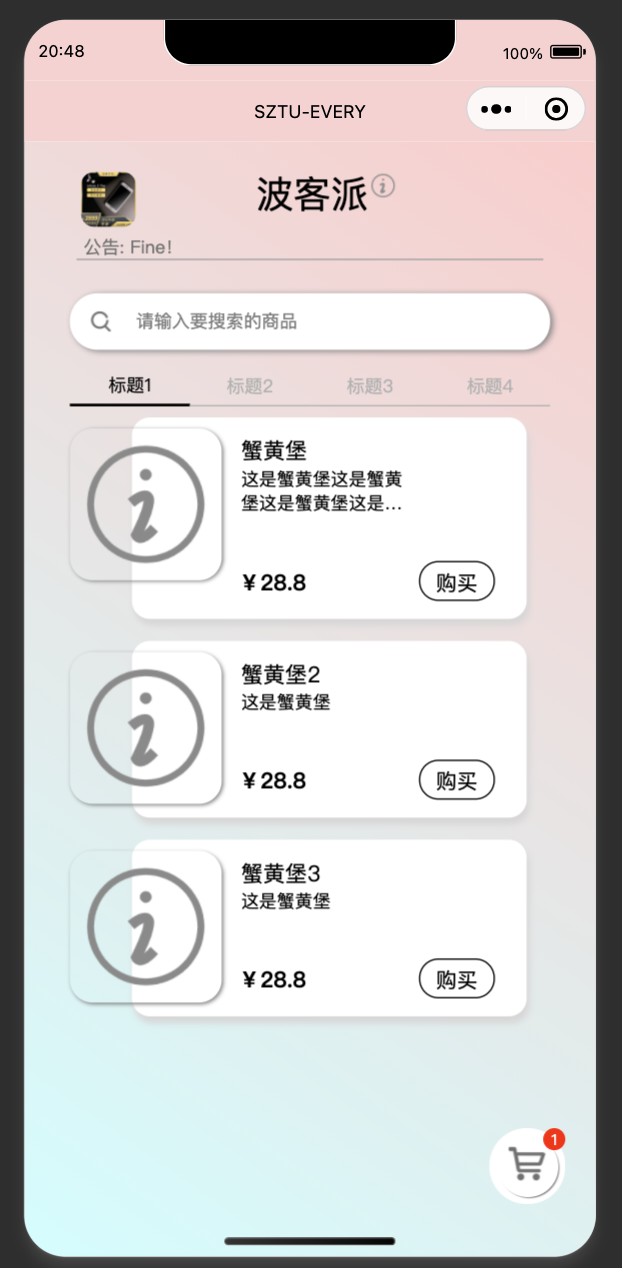 20:48
100%
SZTU-EVERY
波客派
公告: Fine!
请输入要搜索的商品
标题1 标题2 标题3 标题4
蟹黄堡
这是蟹黄堡这是蟹黄
堡这是蟹黄堡这是...
¥ 28.8
购买
蟹黄堡2
这是蟹黄堡
¥ 28.8
购买
蟹黄堡3
这是蟹黄堡
¥ 28.8
购买
1